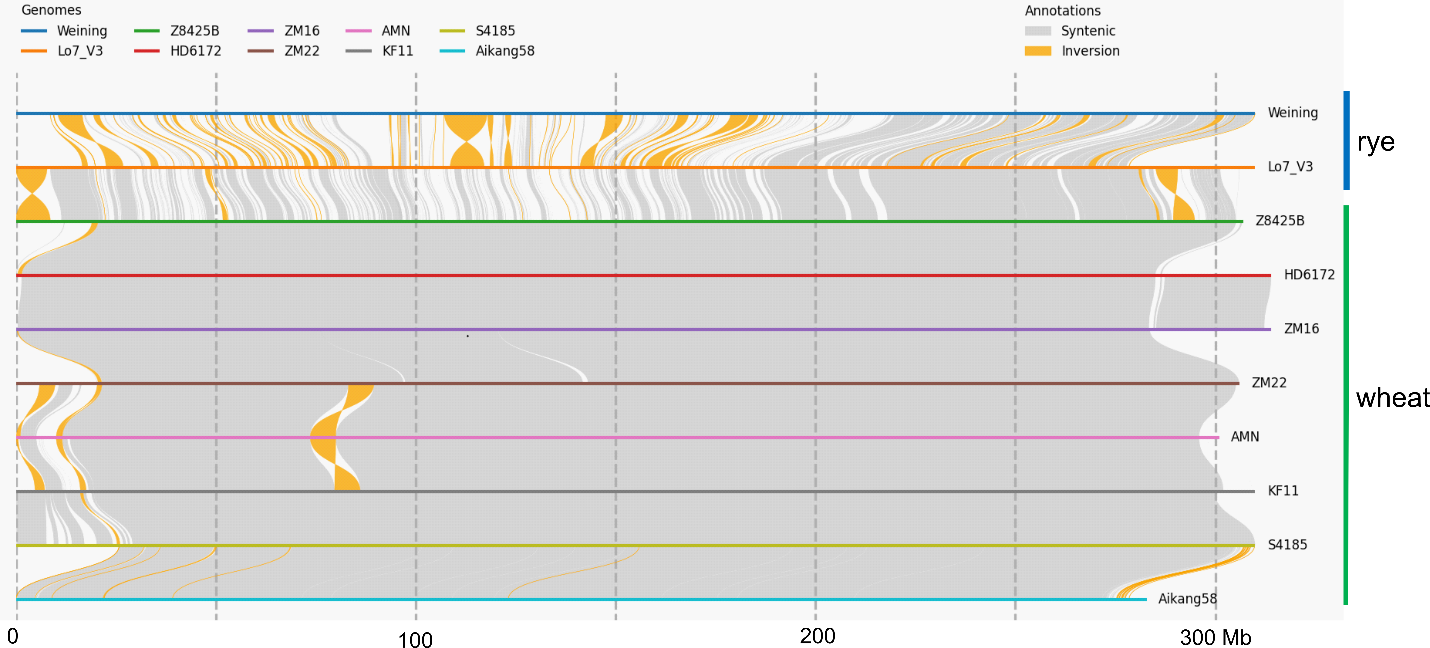 Genomes
Weining Z8425B ZM16 AMN S4185
Lo7_V3 HD6172 ZM22 KF11 Aikang58
Annotations
Syntenic
Inversion
Weining
rye
Lo7_V3
Z8425B
HD6172
ZM16
ZM22
wheat
AMN
KF11
S4185
Aikang58
0 100 200 300 Mb